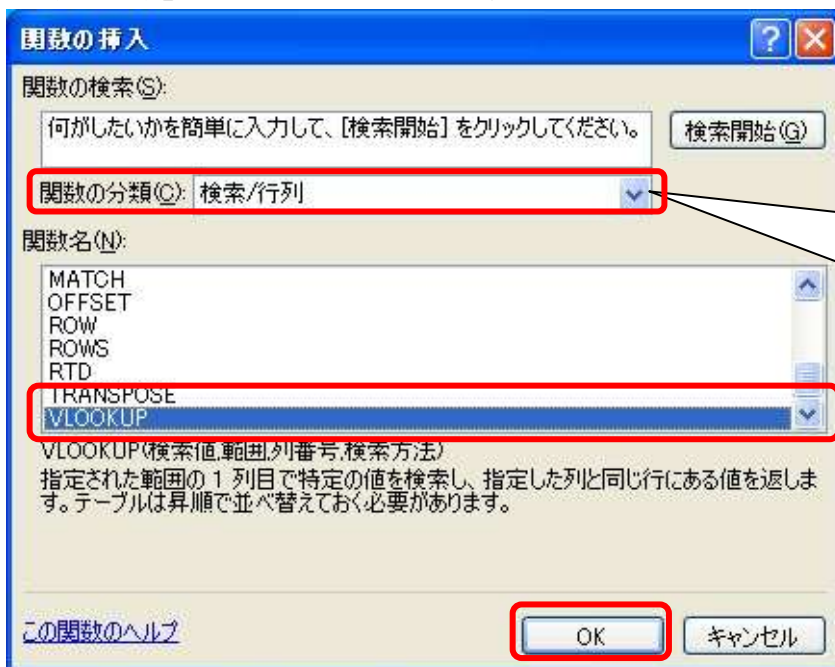 関数の挿入
関数の検索(S):
何がしたいかを簡単に入力して、[検索開始] をクリックしてください。
検索開始(G)
関数の分類(C): 検索/行列
関数名(N):
MATCH
OFFSET
ROW
ROWS
RTD
TRANSPOSE
VLOOKUP
VLOOKUP(検索値,範囲,列番号,検索方法)
指定された範囲の 1 列目で特定の値を検索し、指定した列と同じ行にある値を返しま
す。テーブルは昇順で並べ替えておく必要があります。
この関数のヘルプ
OK
キャンセル